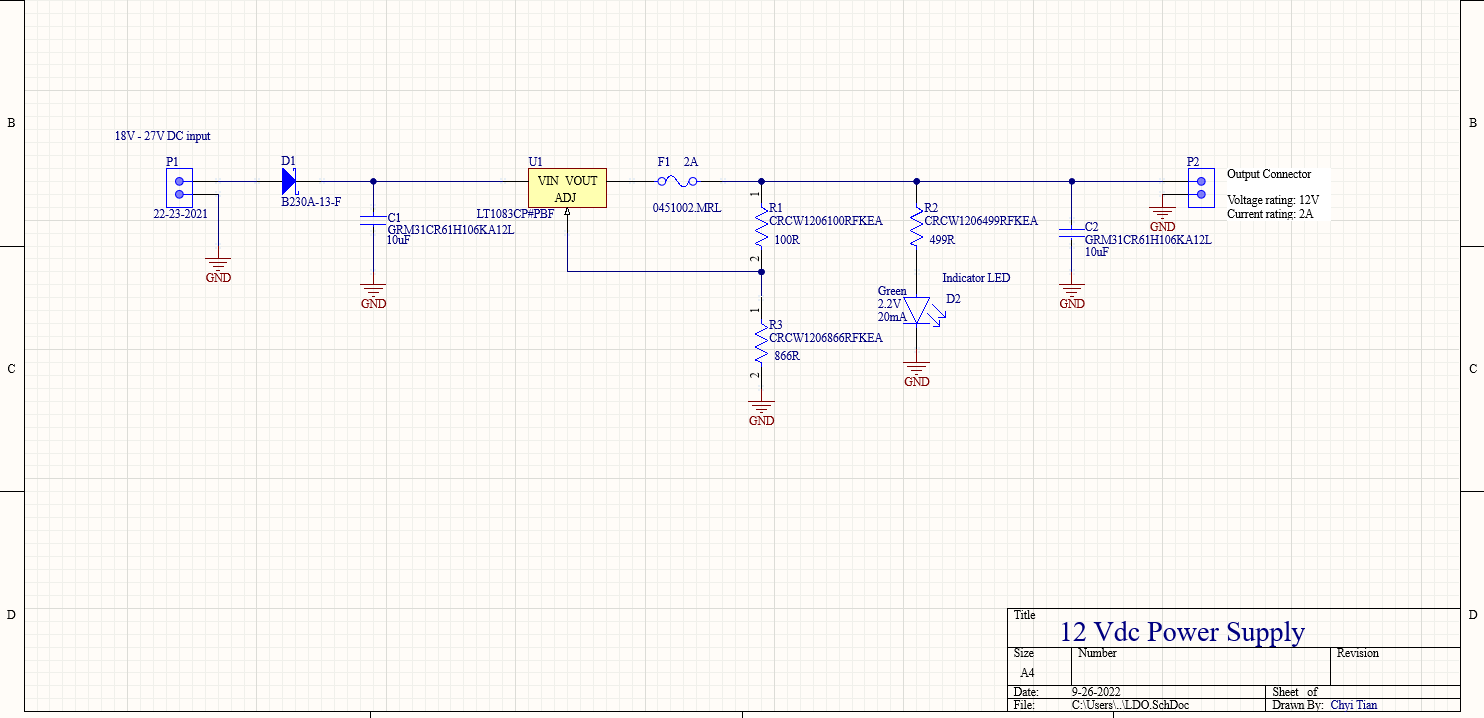 B
B
C
C
D
D
18V - 27V DC input
P1
22-23-2021
GND
D1
B230A-13-F
C1
GRM31CR61H106KA12L
10uF
GND
U1
VIN VOUT
ADJ
LT1083CP#PBF
F1 2A
0451002.MRL
1
R1
CRCW1206100RFKEA
100R
2
1
R3
CRCW1206866RFKEA
866R
2
GND
R2
CRCW1206499RFKEA
499R
Indicator LED
Green
2.2V
20mA
D2
GND
C2
GRM31CR61H106KA12L
10uF
GND
P2
GND
Output Connector
Voltage rating: 12V
Current rating: 2A
Title
12 Vdc Power Supply
Size
Number
Revision
A4
Date: 9-26-2022 Sheet of
File: C:\Users\..\LDO.SchDoc Drawn By: Chyi Tian